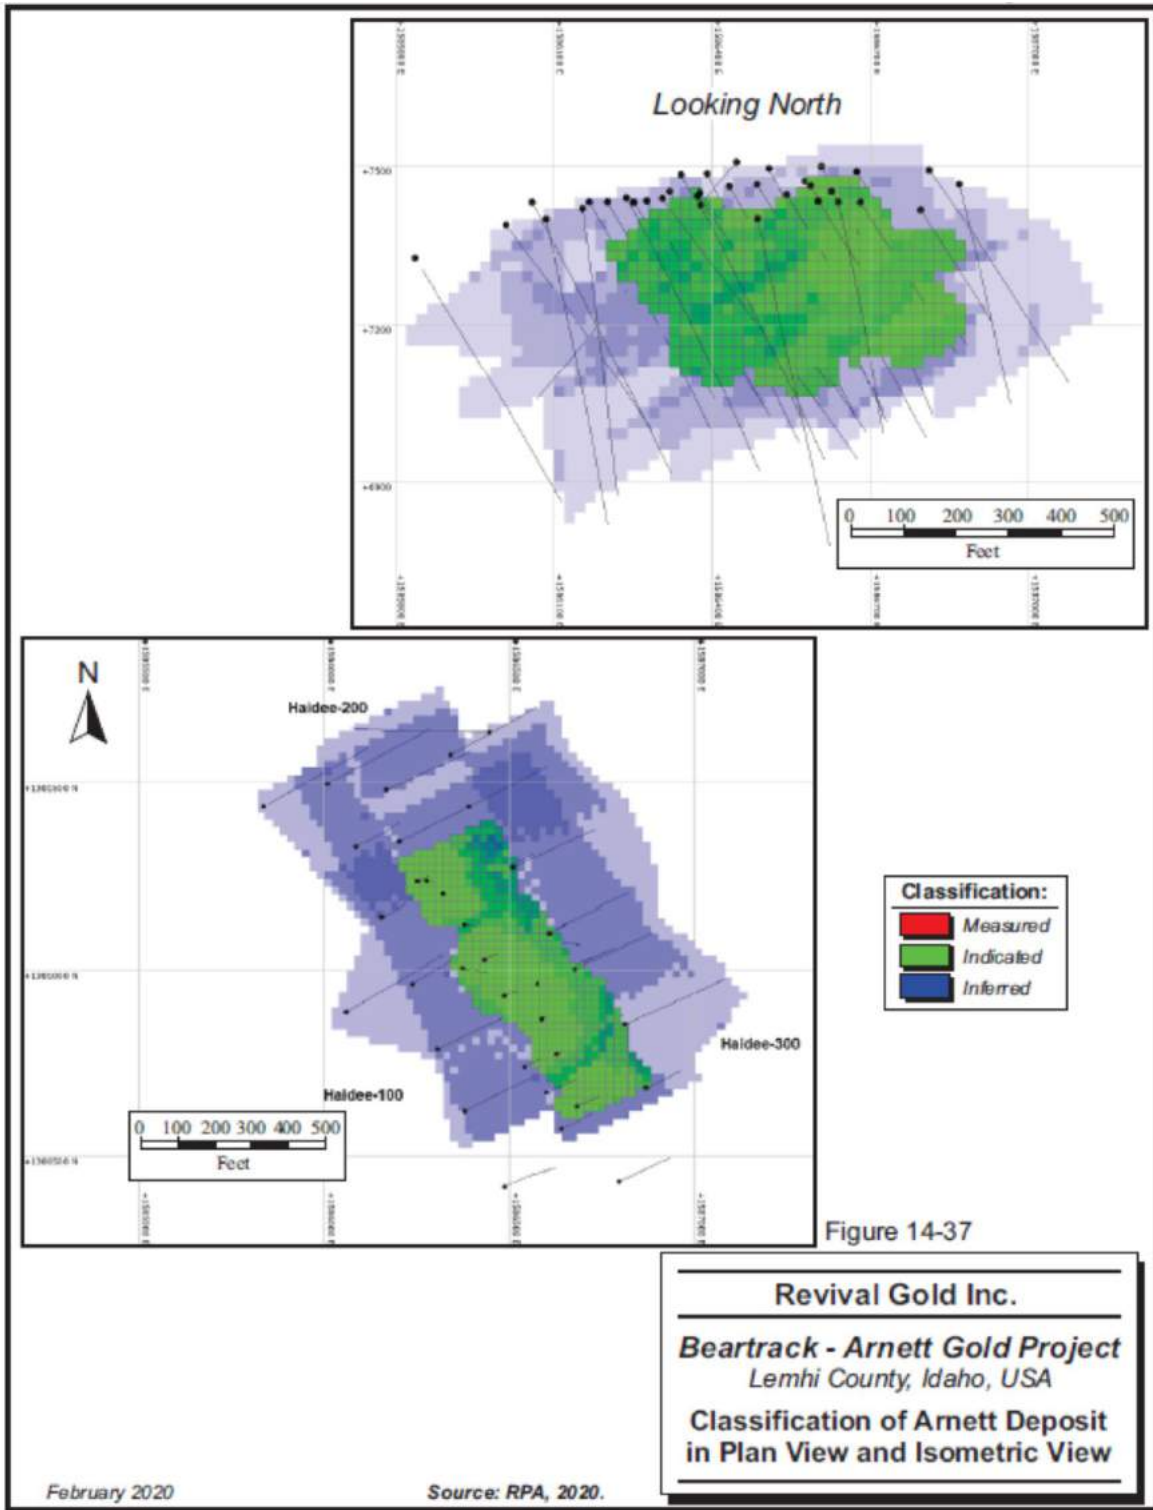 Looking North
+7500
+7200
+6900
0 100 200 300 400 500
Feet
N
Haidee-200
Haidee-300
Haidee-100
0 100 200 300 400 500
Feet
Classification:
Measured
Indicated
Inferred
Figure 14-37
Revival Gold Inc.
Beartrack - Arnett Gold Project
Lemhi County, Idaho, USA
Classification of Arnett Deposit
in Plan View and Isometric View
February 2020
Source: RPA, 2020.